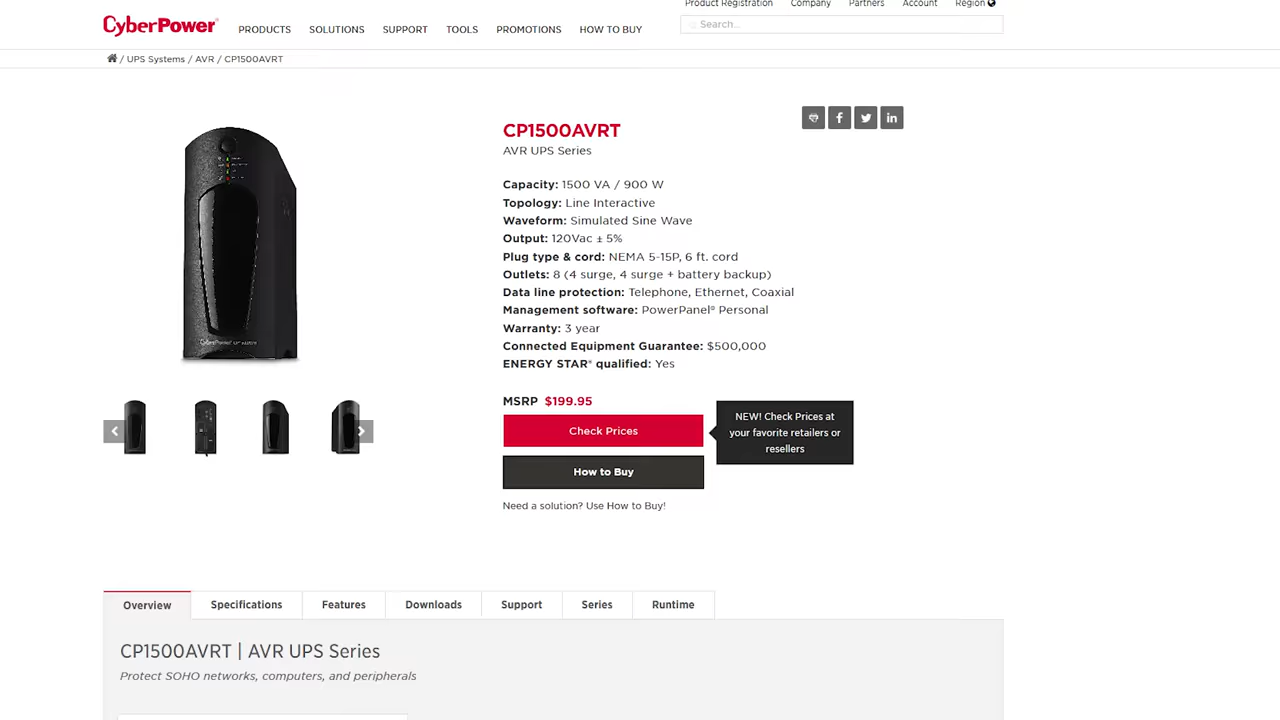 Product Registration Company Partners Account Region
CyberPower PRODUCTS SOLUTIONS SUPPORT TOOLS PROMOTIONS HOW TO BUY Search...
/ UPS Systems / AVR / CP1500AVRT
CP1500AVRT
AVR UPS Series
Capacity: 1500 VA / 900 W
Topology: Line Interactive
Waveform: Simulated Sine Wave
Output: 120Vac ± 5%
Plug type & cord: NEMA 5-15P, 6 ft. cord
Outlets: 8 (4 surge, 4 surge + battery backup)
Data line protection: Telephone, Ethernet, Coaxial
Management software: PowerPanel® Personal
Warranty: 3 year
Connected Equipment Guarantee: $500,000
ENERGY STAR® qualified: Yes
MSRP $199.95
Check Prices
NEW! Check Prices at
your favorite retailers or
resellers
How to Buy
Need a solution? Use How to Buy!
Overview Specifications Features Downloads Support Series Runtime
CP1500AVRT | AVR UPS Series
Protect SOHO networks, computers, and peripherals